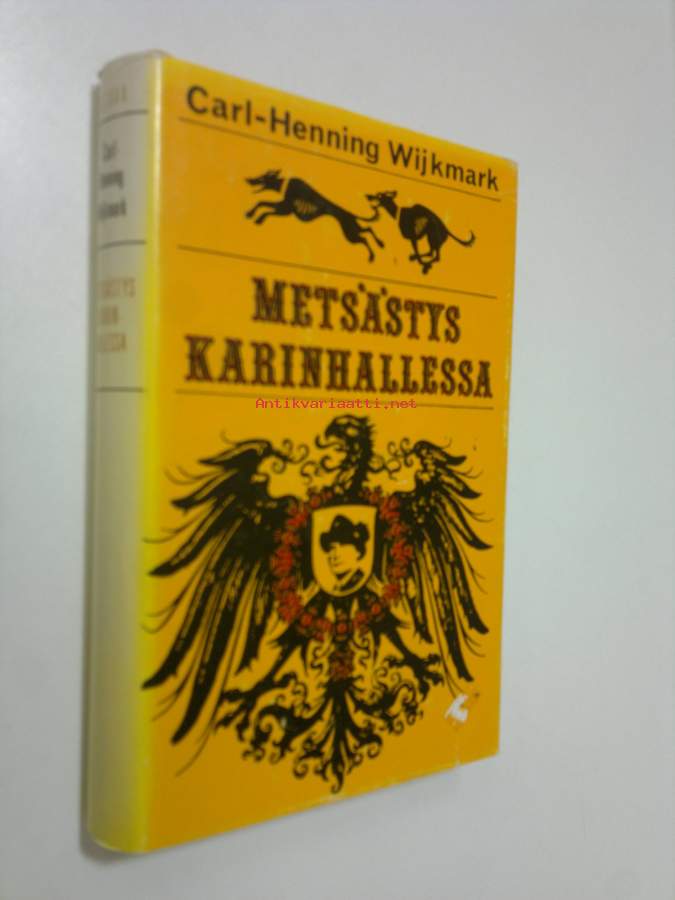 Carl-Henning Wijkmark
METSÄSTYS
KARINHALLESSA
Antikvariaatti.net